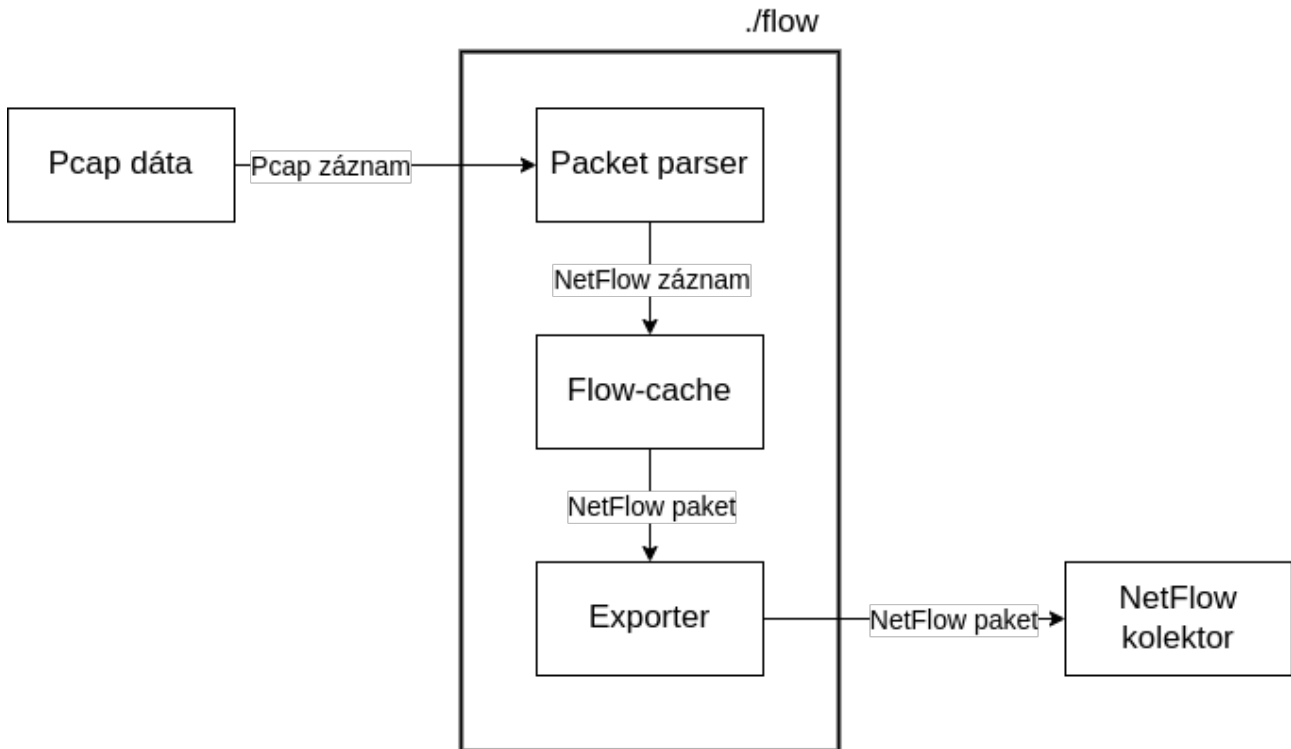 ./flow
Pcap dáta
Pcap záznam
Packet parser
NetFlow záznam
Flow-cache
NetFlow paket
Exporter
NetFlow paket
NetFlow
kolektor